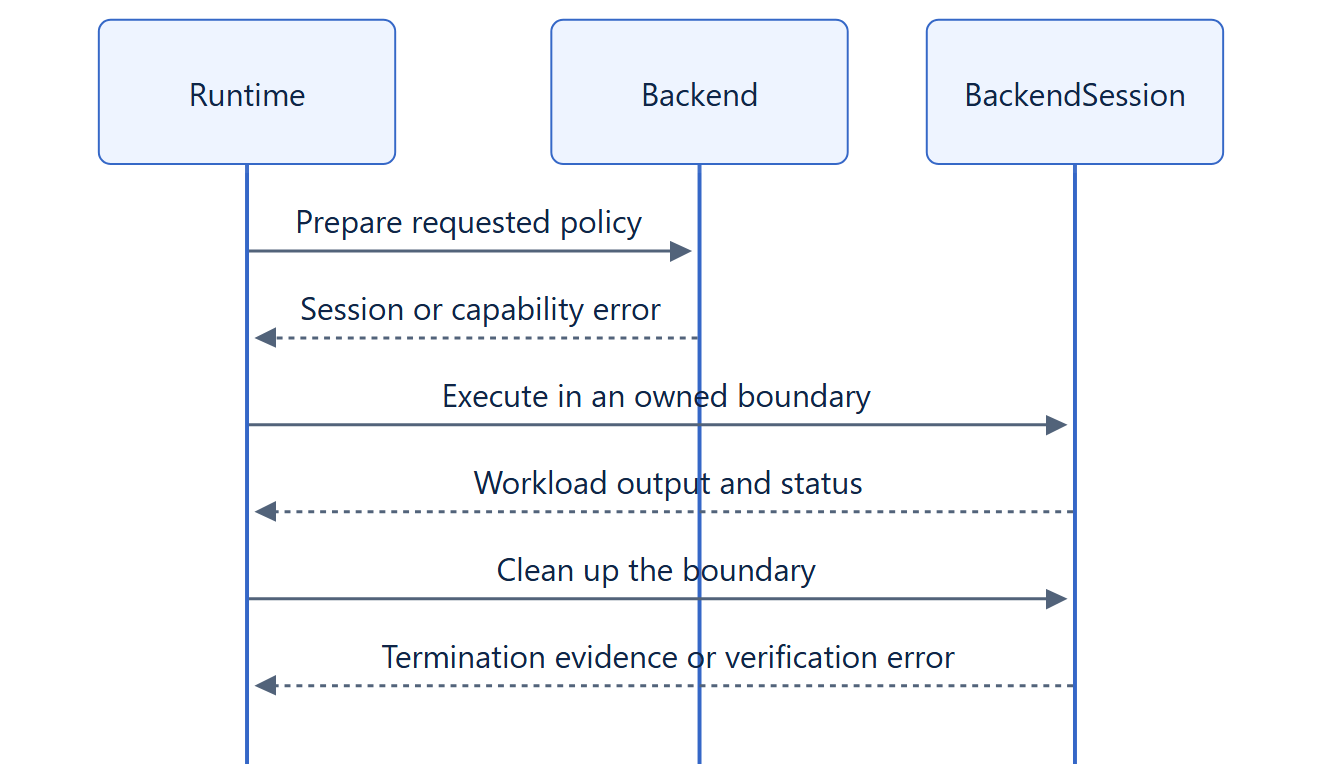 Runtime
Backend
BackendSession
Prepare requested policy
Session or capability error
Execute in an owned boundary
Workload output and status
Clean up the boundary
Termination evidence or verification error